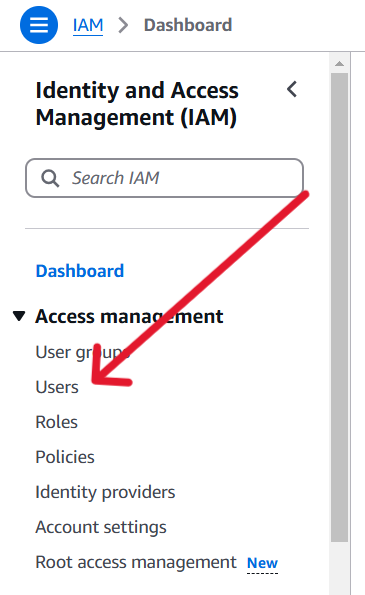 IAM > Dashboard
Identity and Access
Management (IAM)
Search IAM
Dashboard
Access management
User groups
Users
Roles
Policies
Identity providers
Account settings
Root access management New